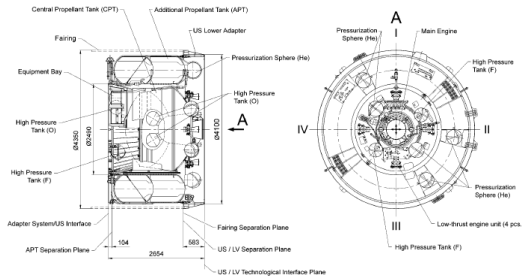 Central Propellant Tank (CPT)
Additional Propellant Tank (APT)
US Lower Adapter
Fairing
Pressurization Sphere (He)
Equipment Bay
High Pressure
Tank (O)
High Pressure
Tank (O)
High Pressure
Tank (F)
Ø4350
Ø2490
Ø4100
A
Adapter System/US Interface
APT Separation Plane
104
583
2654
Fairing Separation Plane
US / LV Separation Plane
US / LV Technological Interface Plane
A
Pressurization
Sphere (He)
I
Main Engine
High Pressure
Tank (F)
IV
II
Pressurization
Sphere (He)
III
Low-thrust engine unit (4 pcs.
High Pressure Tank (F)